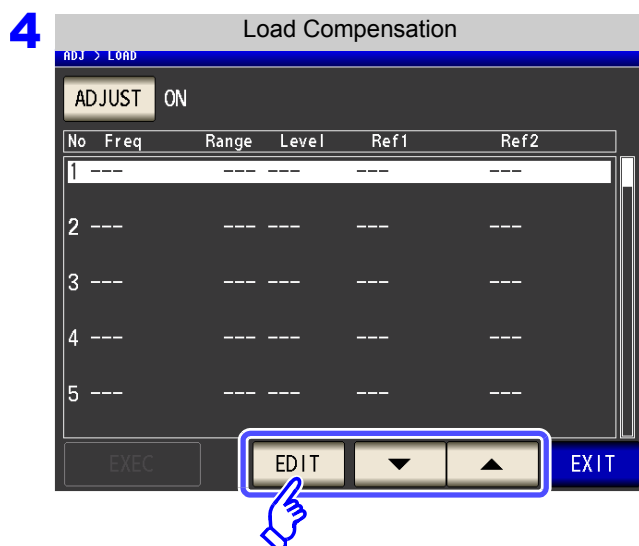 4
Load Compensation
ADJ > LOAD
ADJUST ON
No Freq Range Level Ref1 Ref2
1 --- --- --- --- ---
2 --- --- --- --- ---
3 --- --- --- --- ---
4 --- --- --- --- ---
5 --- --- --- --- ---
EXEC EDIT ▼ ▲ EXIT